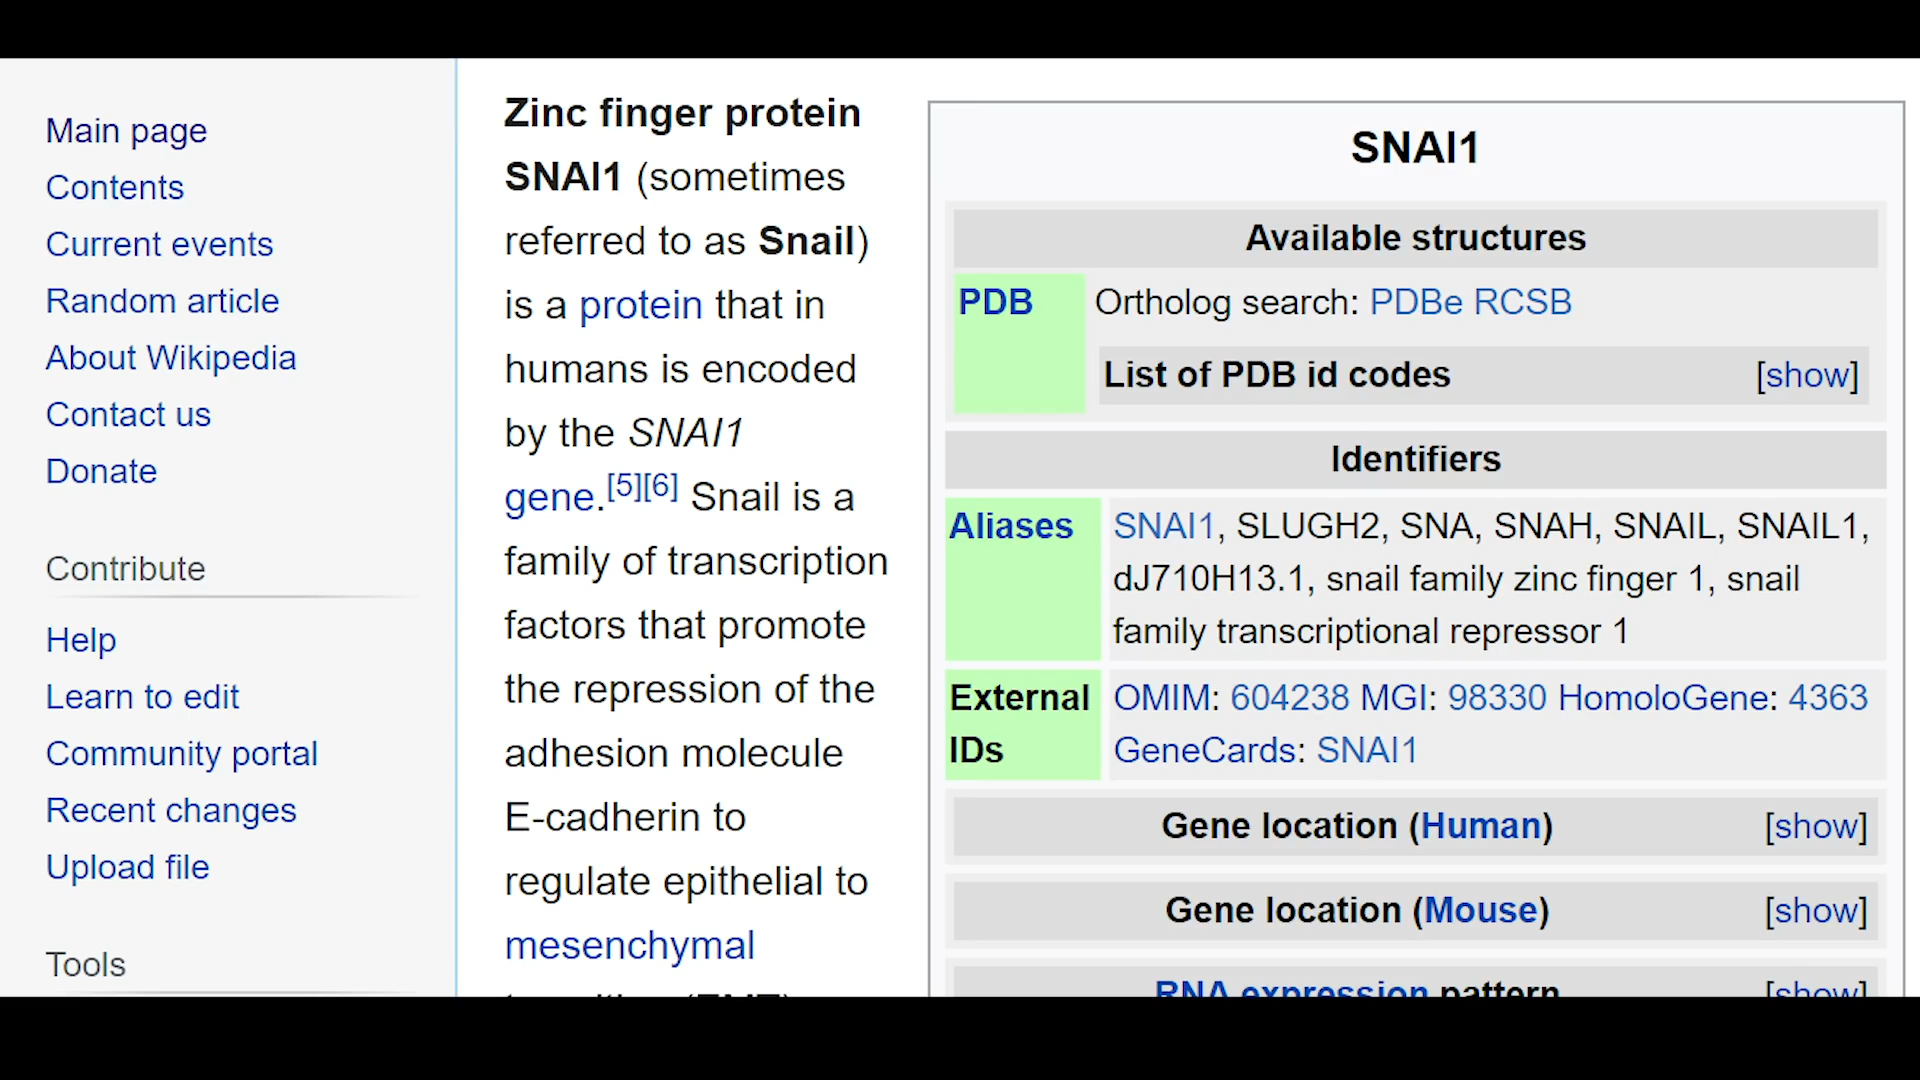 Main page
Contents
Current events
Random article
About Wikipedia
Contact us
Donate
Contribute
Help
Learn to edit
Community portal
Recent changes
Upload file
Tools
Zinc finger protein
SNAI1 (sometimes
referred to as Snail)
is a protein that in
humans is encoded
by the SNAI1
gene.[5][6] Snail is a
family of transcription
factors that promote
the repression of the
adhesion molecule
E-cadherin to
regulate epithelial to
mesenchymal
SNAI1
Available structures
PDB Ortholog search: PDBe RCSB
List of PDB id codes [show]
Identifiers
Aliases SNAI1, SLUGH2, SNA, SNAH, SNAIL, SNAIL1,
dJ710H13.1, snail family zinc finger 1, snail
family transcriptional repressor 1
External OMIM: 604238 MGI: 98330 HomoloGene: 4363
IDs GeneCards: SNAI1
Gene location (Human) [show]
Gene location (Mouse) [show]
RNA expression pattern [show]